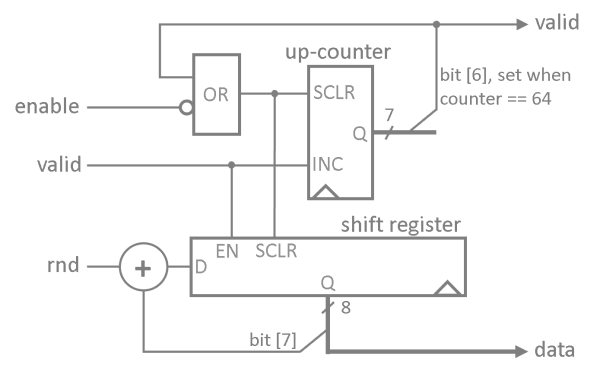 valid
up-counter
bit [6], set when
counter == 64
OR
SCLR
enable
7
Q
valid
INC
shift register
EN SCLR
rnd
+
D
Q
8
bit [7]
data